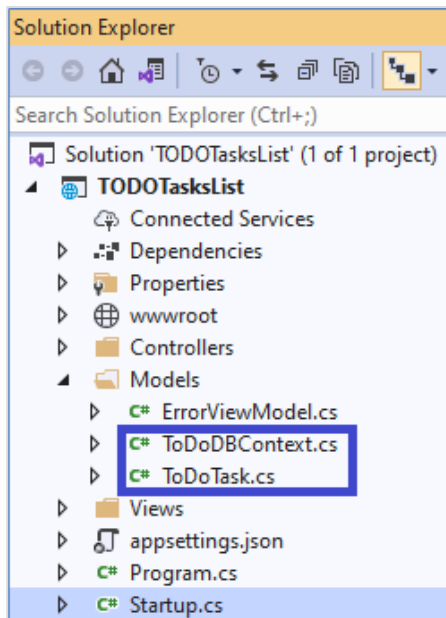 Solution Explorer
Search Solution Explorer (Ctrl+;)
Solution 'TODOTasksList' (1 of 1 project)
TODOTasksList
Connected Services
Dependencies
Properties
wwwroot
Controllers
Models
C# ErrorViewModel.cs
C# ToDoDBContext.cs
C# ToDoTask.cs
Views
appsettings.json
C# Program.cs
C# Startup.cs